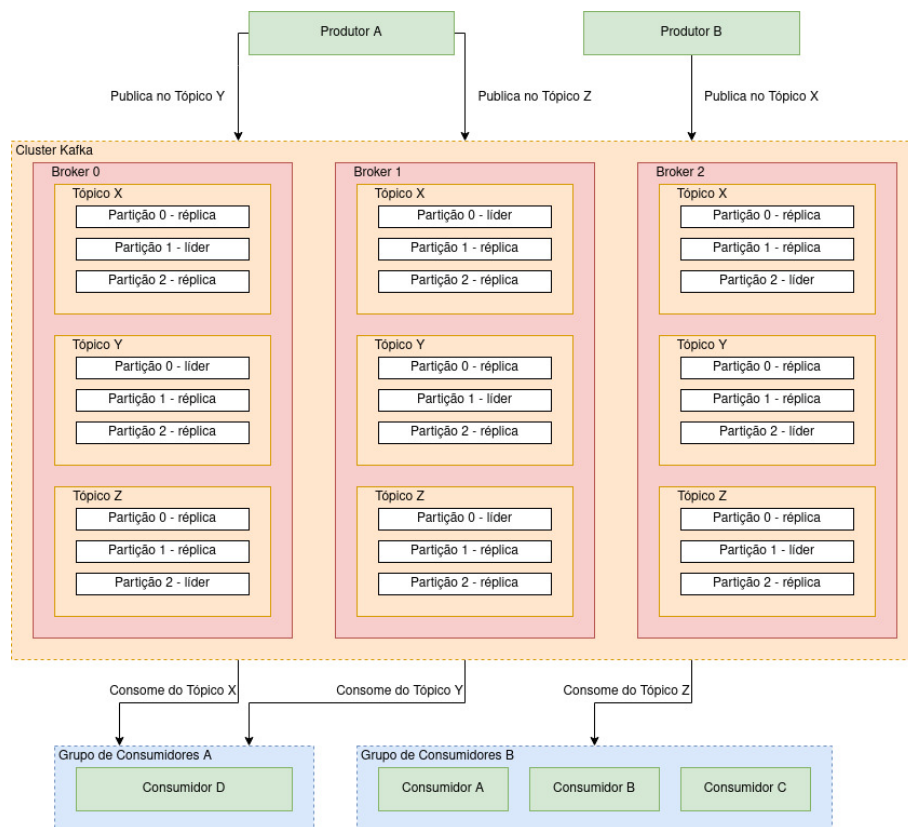 Produtor A
Produtor B
Publica no Tópico Y
Publica no Tópico Z
Publica no Tópico X
Cluster Kafka
Broker 0
Tópico X
Partição 0 - réplica
Partição 1 - líder
Partição 2 - réplica
Tópico Y
Partição 0 - líder
Partição 1 - réplica
Partição 2 - réplica
Tópico Z
Partição 0 - réplica
Partição 1 - réplica
Partição 2 - líder
Broker 1
Tópico X
Partição 0 - líder
Partição 1 - réplica
Partição 2 - réplica
Tópico Y
Partição 0 - réplica
Partição 1 - líder
Partição 2 - réplica
Tópico Z
Partição 0 - líder
Partição 1 - réplica
Partição 2 - réplica
Broker 2
Tópico X
Partição 0 - réplica
Partição 1 - réplica
Partição 2 - líder
Tópico Y
Partição 0 - réplica
Partição 1 - réplica
Partição 2 - líder
Tópico Z
Partição 0 - réplica
Partição 1 - líder
Partição 2 - réplica
Consome do Tópico X
Consome do Tópico Y
Consome do Tópico Z
Grupo de Consumidores A
Consumidor D
Grupo de Consumidores B
Consumidor A
Consumidor B
Consumidor C